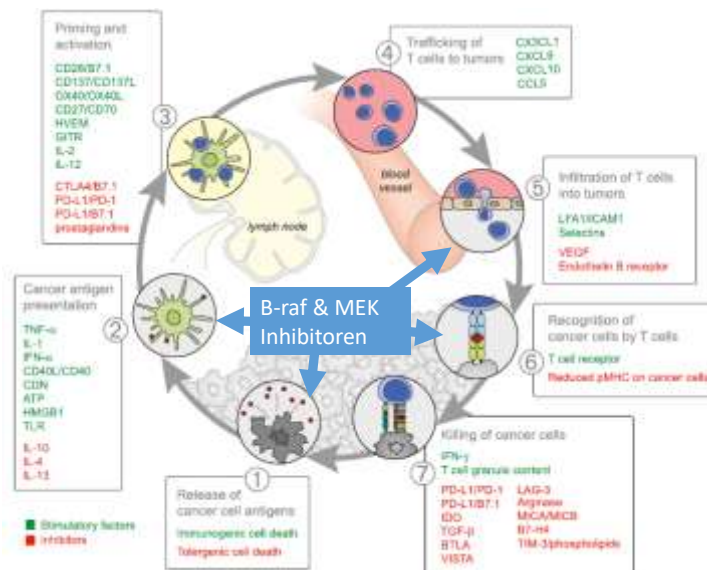 Priming and
activation
CD28/B7.1
CD137/CD137L
OX40/OX40L
CD27/CD70
HVEM
GITR
IL-2
IL-12
CTLA4/B7.1
PD-L1/PD-1
PD-L1/B7.1
prostaglandins
3
4
Trafficking of
T cells to tumors
CX3CL1
CXCL9
CXCL10
CCL5
blood
vessel
lymph node
5
Infiltration of T cells
into tumors
LFA1/ICAM1
Selectins
VEGF
Endothelin B receptor
Cancer antigen
presentation
2
TNF-α
IL-1
IFN-α
CD40L/CD40
CDN
ATP
HMGB1
TLR
IL-10
IL-4
IL-13
B-raf & MEK
Inhibitoren
Recognition of
cancer cells by T cells
6
T cell receptor
Reduced pMHC on cancer cells
1
Release of
cancer cell antigens
Immunogenic cell death
Tolergenic cell death
Killing of cancer cells
7
IFN-γ
T cell granule content
PD-L1/PD-1 LAG-3
PD-L1/B7.1 Arginase
IDO MICA/MICB
TGF-β B7-H4
BTLA TIM-3/phospholipids
VISTA
Stimulatory factors
Inhibitors